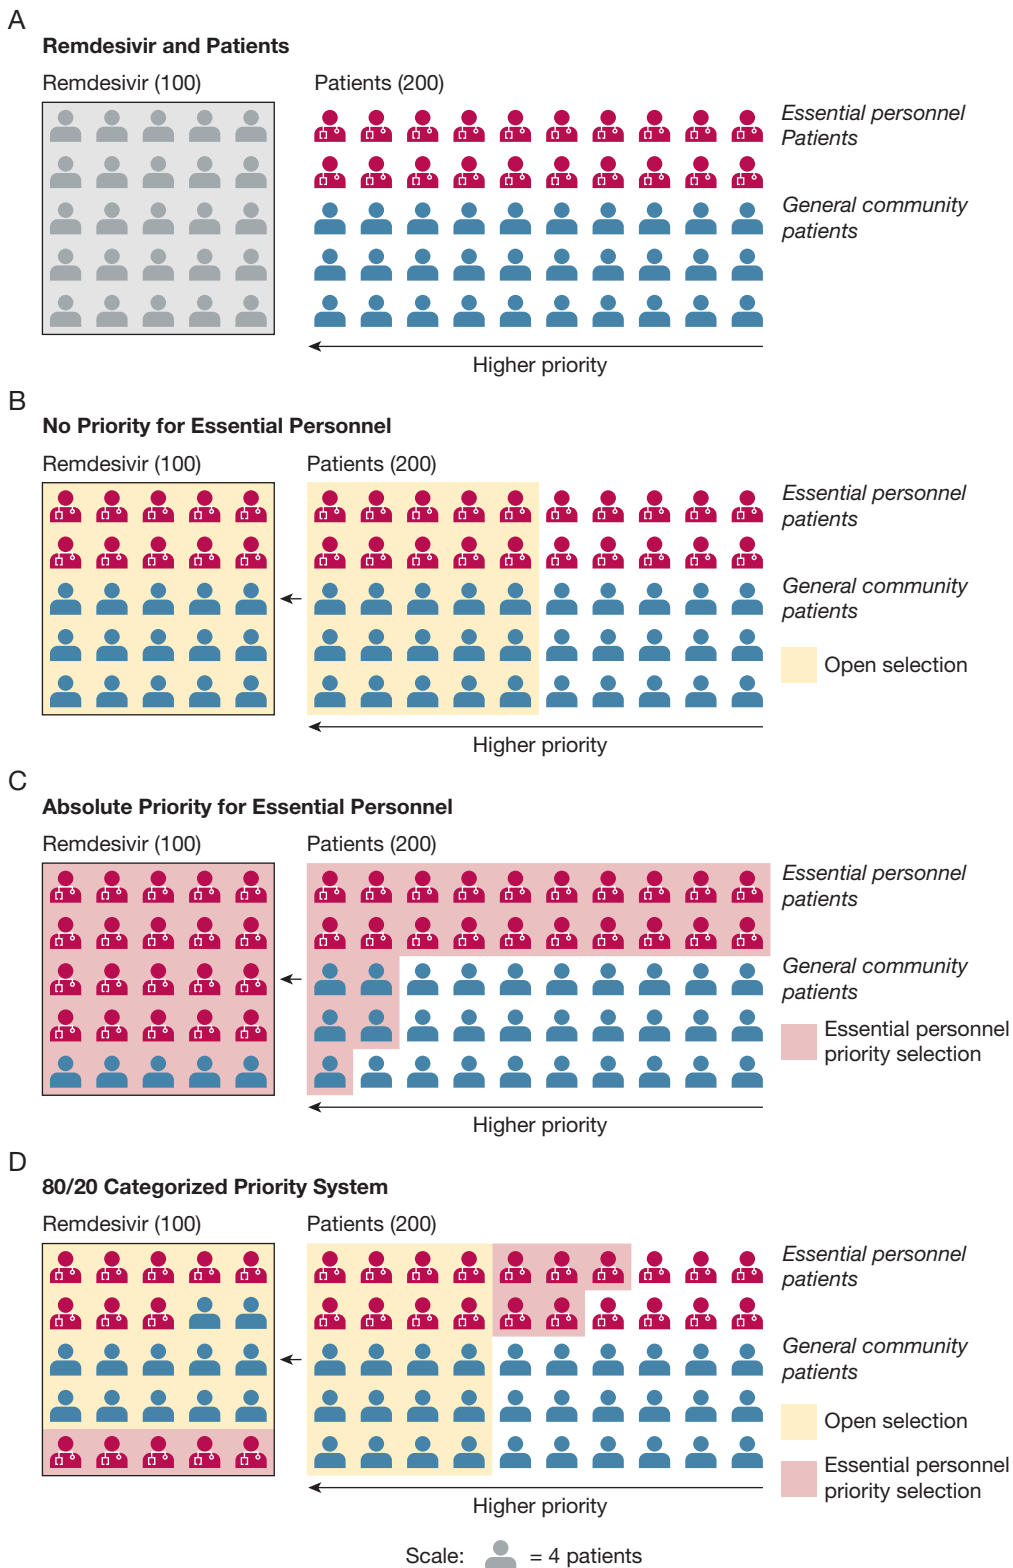 A
Remdesivir and Patients
Remdesivir (100)
Patients (200)
Essential personnel
Patients
General community
patients
Higher priority
B
No Priority for Essential Personnel
Remdesivir (100)
Patients (200)
Essential personnel
patients
General community
patients
Open selection
Higher priority
C
Absolute Priority for Essential Personnel
Remdesivir (100)
Patients (200)
Essential personnel
patients
General community
patients
Essential personnel
priority selection
Higher priority
D
80/20 Categorized Priority System
Remdesivir (100)
Patients (200)
Essential personnel
patients
General community
patients
Open selection
Essential personnel
priority selection
Higher priority
Scale: = 4 patients